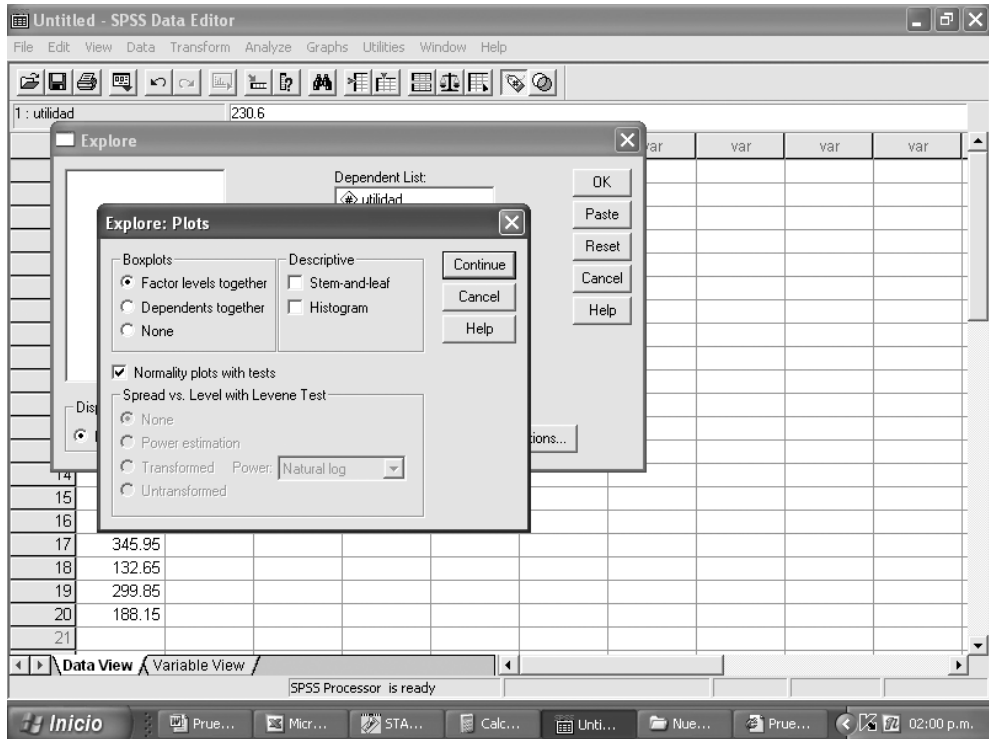 Untitled - SPSS Data Editor
File Edit View Data Transform Analyze Graphs Utilities Window Help
1 : utilidad 230.6
Explore
var var var var
Dependent List:
utilidad
OK
Paste
Reset
Cancel
Help
Explore: Plots
Boxplots
Factor levels together
Dependents together
None
Descriptive
Stem-and-leaf
Histogram
Continue
Cancel
Help
Normality plots with tests
Spread vs. Level with Levene Test
None
Power estimation
Transformed Power: Natural log
Untransformed
14
15
16
17 345.95
18 132.65
19 299.85
20 188.15
21
Data View Variable View
SPSS Processor is ready
Inicio Prue... Micr... STA... Calc... Unti... Nue... Prue... 02:00 p.m.